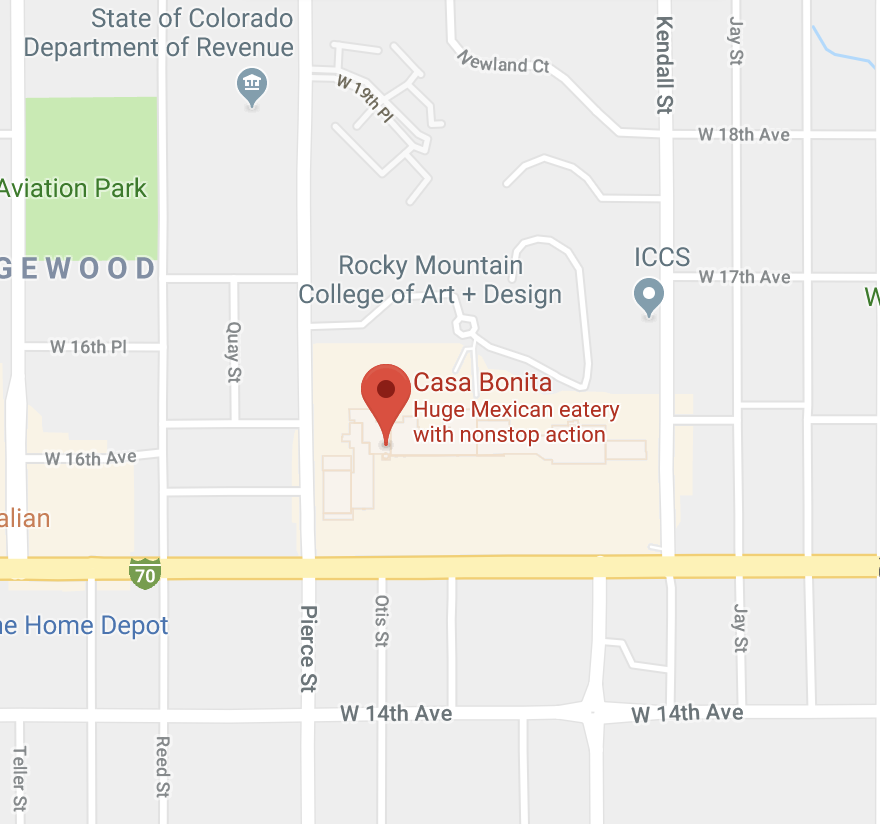 State of Colorado
Department of Revenue
Newland Ct
Kendall St
Jay St
W 19th Pl
W 18th Ave
Aviation Park
GEWOOD
Rocky Mountain
College of Art + Design
ICCS
W 17th Ave
W
W 16th Pl
Quay St
Casa Bonita
Huge Mexican eatery
with nonstop action
W 16th Ave
alian
70
ne Home Depot
Pierce St
Otis St
Jay St
W 14th Ave
W 14th Ave
Teller St
Reed St